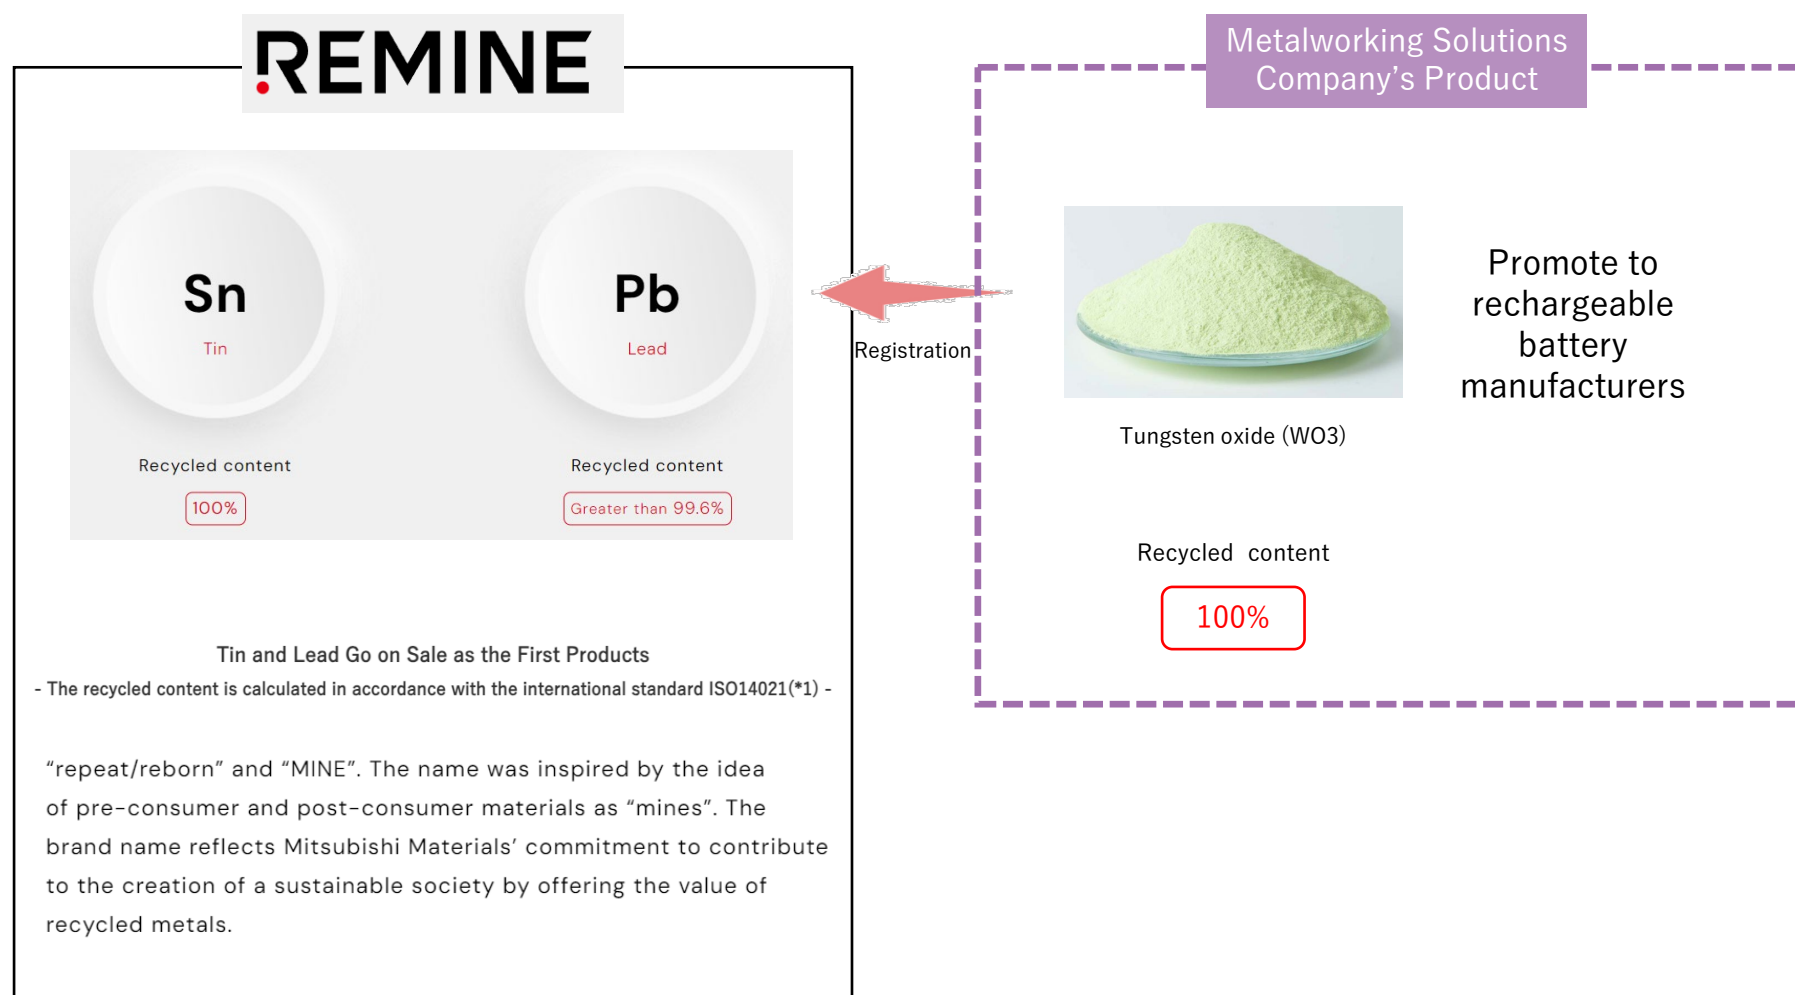 REMINE
Sn
Tin
Recycled content
100%
Pb
Lead
Recycled content
Greater than 99.6%
Tin and Lead Go on Sale as the First Products
- The recycled content is calculated in accordance with the international standard ISO14021(*1) -
“repeat/reborn” and “MINE”. The name was inspired by the idea
of pre-consumer and post-consumer materials as “mines”. The
brand name reflects Mitsubishi Materials’ commitment to contribute
to the creation of a sustainable society by offering the value of
recycled metals.
Registration
Metalworking Solutions
Company’s Product
Tungsten oxide (WO3)
Recycled content
100%
Promote to
rechargeable
battery
manufacturers